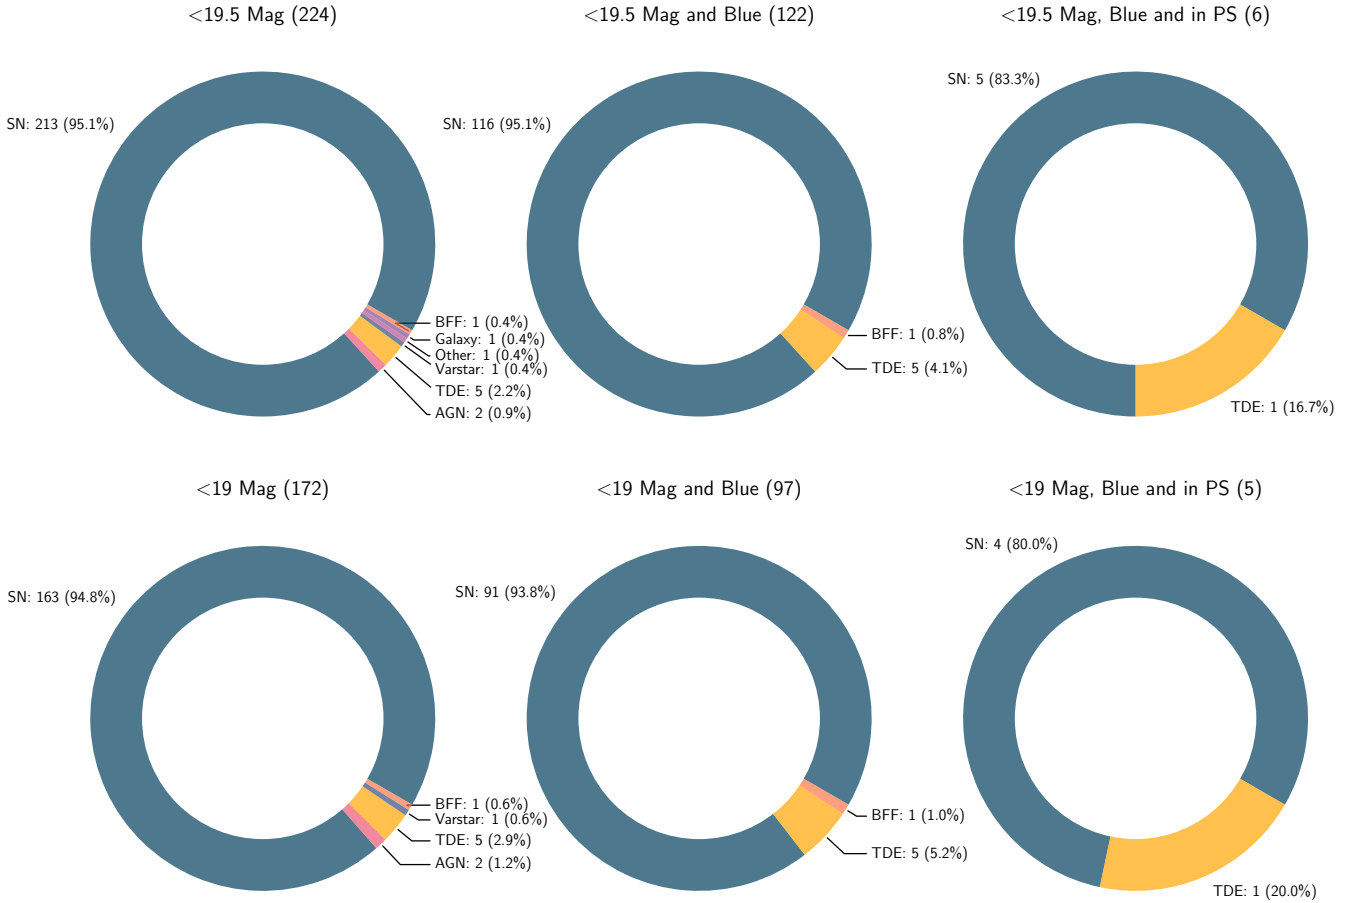 <19.5 Mag (224)
SN: 213 (95.1%)
BFF: 1 (0.4%)
Galaxy: 1 (0.4%)
Other: 1 (0.4%)
Varstar: 1 (0.4%)
TDE: 5 (2.2%)
AGN: 2 (0.9%)
<19.5 Mag and Blue (122)
SN: 116 (95.1%)
BFF: 1 (0.8%)
TDE: 5 (4.1%)
<19.5 Mag, Blue and in PS (6)
SN: 5 (83.3%)
TDE: 1 (16.7%)
<19 Mag (172)
SN: 163 (94.8%)
BFF: 1 (0.6%)
Varstar: 1 (0.6%)
TDE: 5 (2.9%)
AGN: 2 (1.2%)
<19 Mag and Blue (97)
SN: 91 (93.8%)
BFF: 1 (1.0%)
TDE: 5 (5.2%)
<19 Mag, Blue and in PS (5)
SN: 4 (80.0%)
TDE: 1 (20.0%)